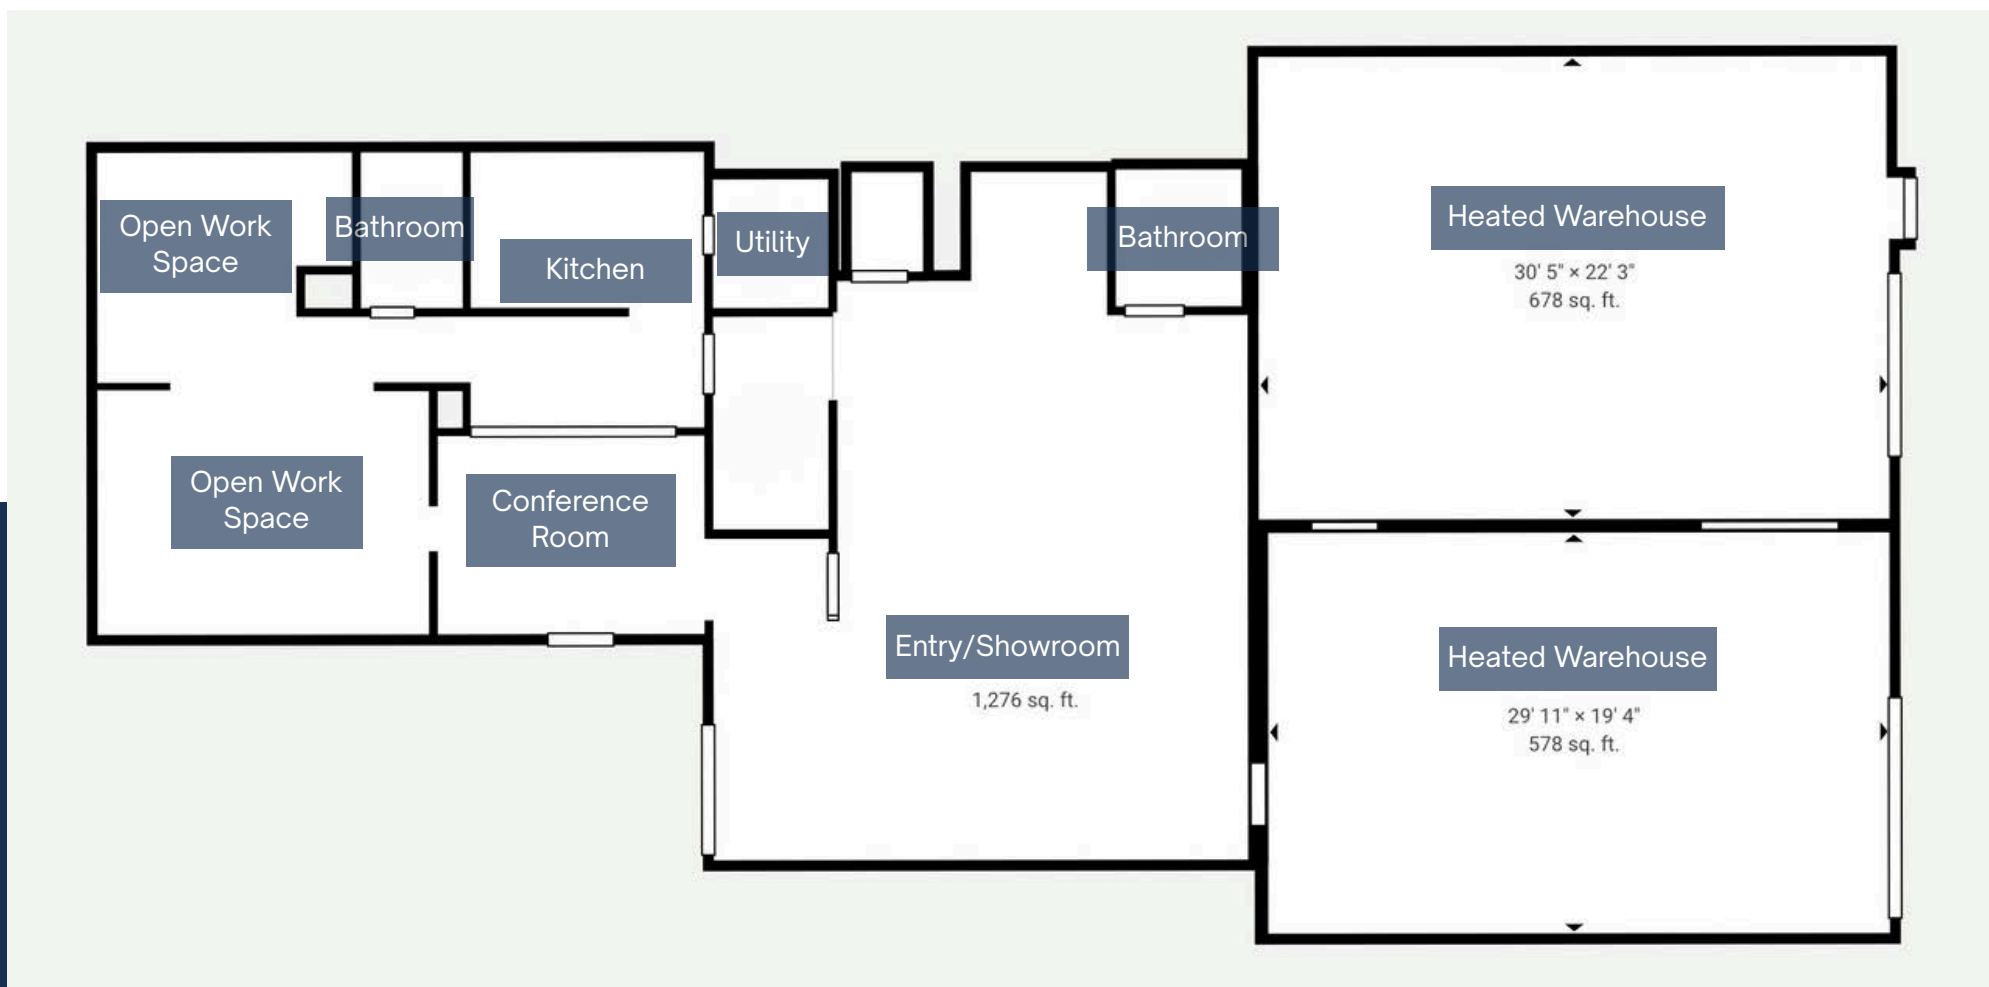 Open Work
Space
Bathroom
Kitchen
Utility
Bathroom
Heated Warehouse
30' 5" × 22' 3"
678 sq. ft.
Open Work
Space
Conference
Room
Entry/Showroom
1,276 sq. ft.
Heated Warehouse
29' 11" × 19' 4"
578 sq. ft.